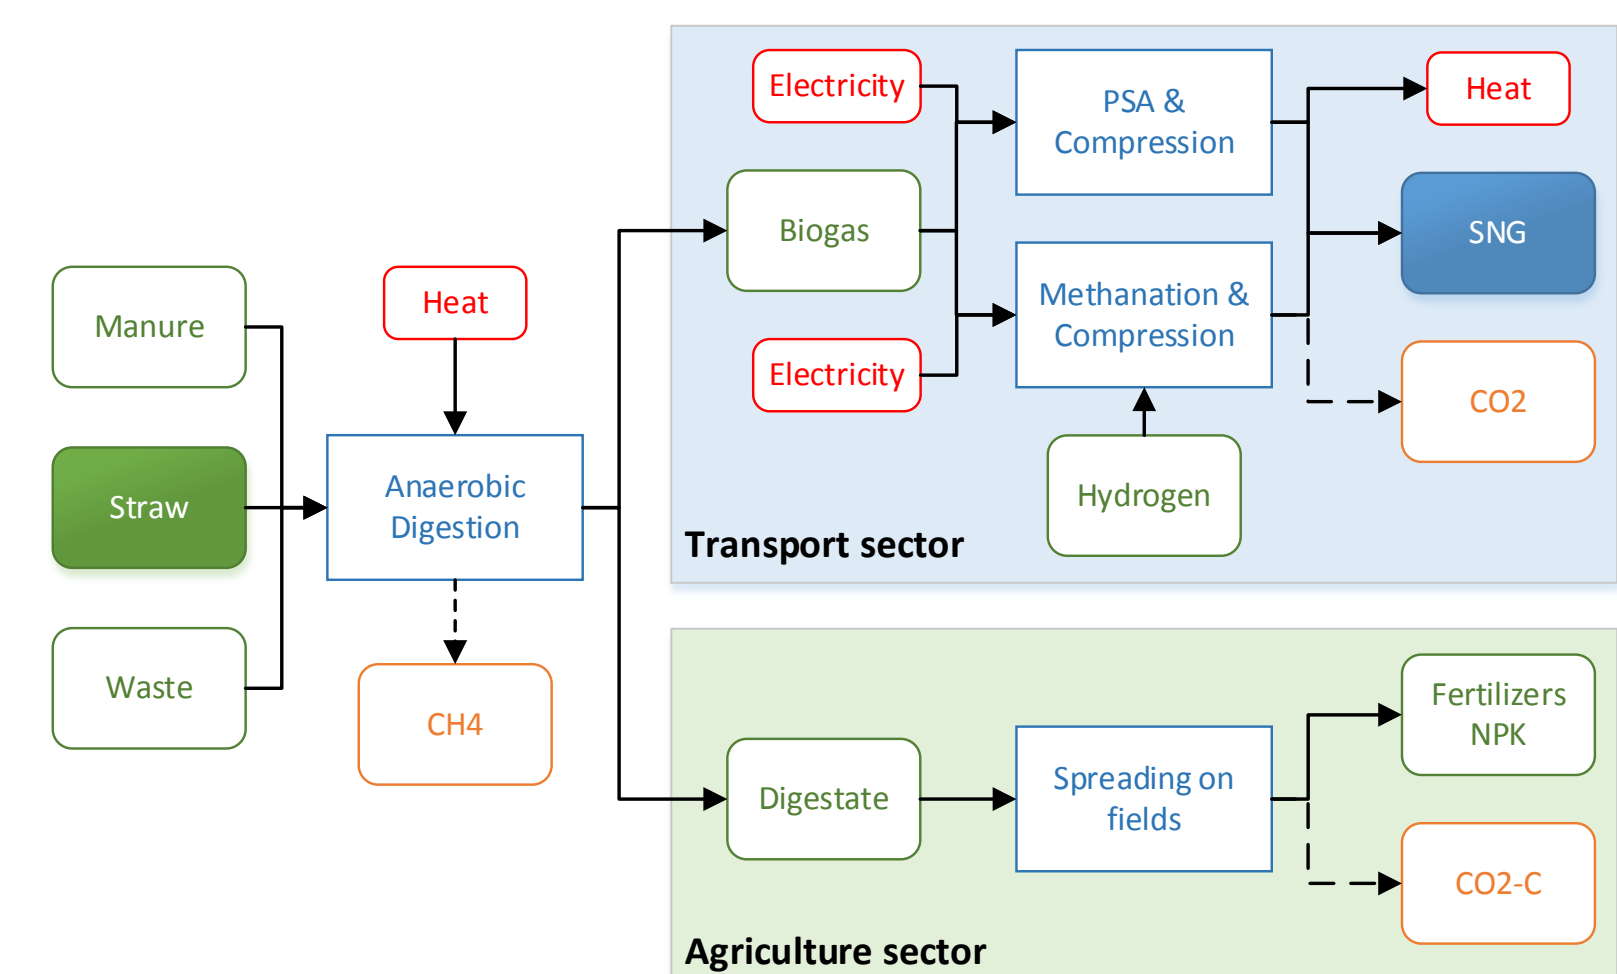 Electricity
PSA &
Compression
Heat
Biogas
SNG
Manure
Heat
Methanation &
Compression
Electricity
CO2
Straw
Anaerobic
Digestion
Hydrogen
Transport sector
Waste
CH4
Fertilizers
NPK
Digestate
Spreading on
fields
CO2-C
Agriculture sector